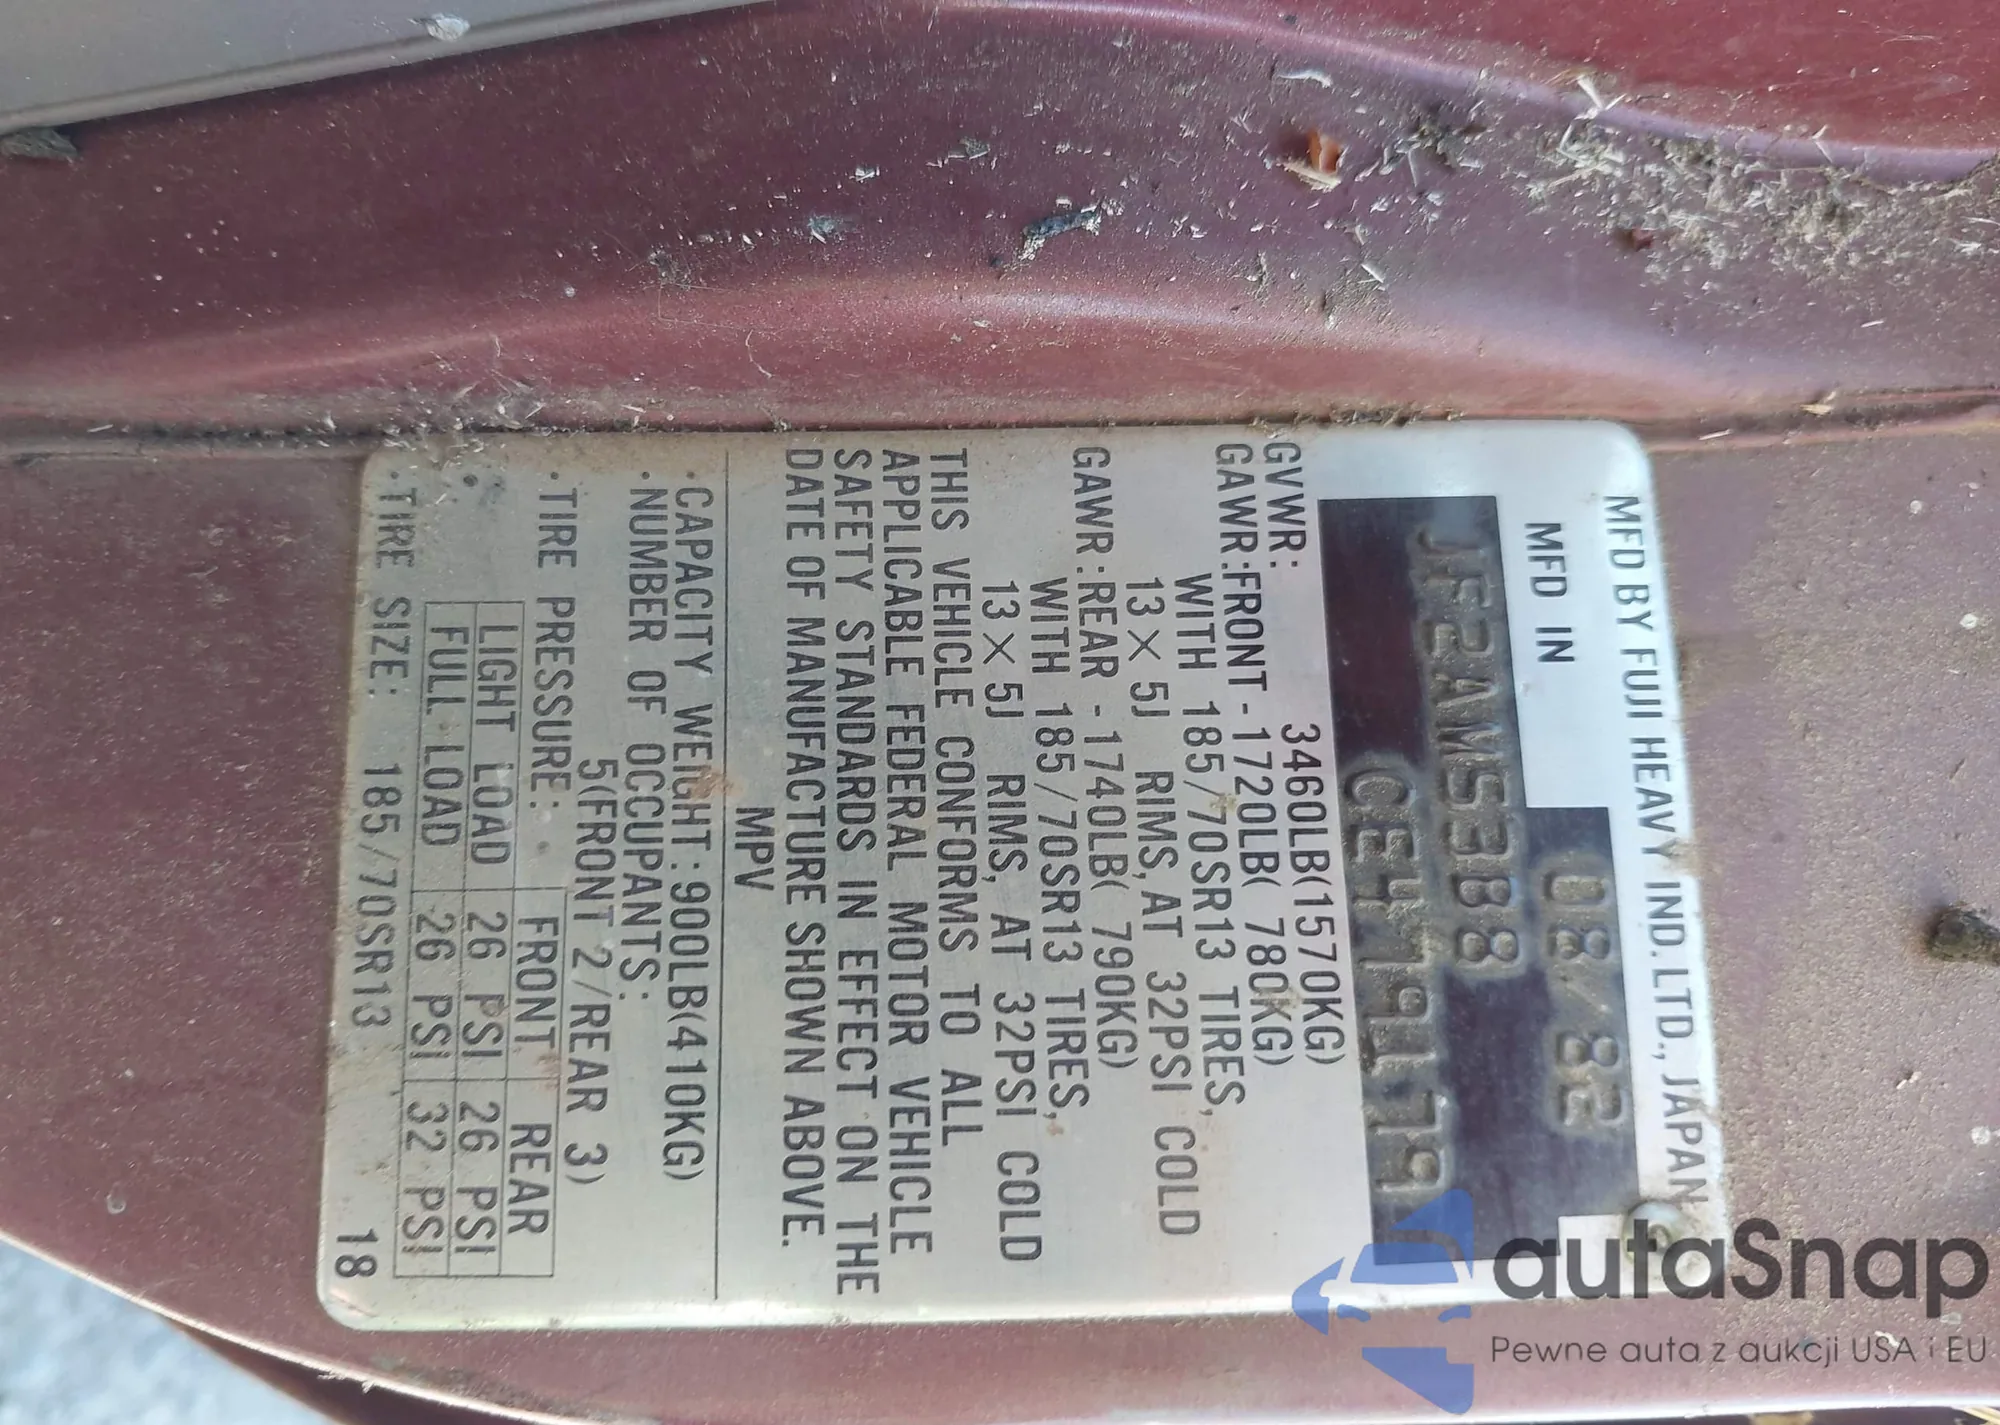 MFD BY FUJI HEAVY IND. LTD., JAPAN
MFD IN 08/82
JF2AM53B8
CE419179
GVWR: 3460LB(1570KG)
GAWR:FRONT-1720LB( 780KG)
WITH 185/70SR13 TIRES,
13×5J RIMS,AT 32PSI COLD
GAWR:REAR -1740LB( 790KG)
WITH 185/70SR13 TIRES,
13×5J RIMS, AT 32PSI COLD
THIS VEHICLE CONFORMS TO ALL
APPLICABLE FEDERAL MOTOR VEHICLE
SAFETY STANDARDS IN EFFECT ON THE
DATE OF MANUFACTURE SHOWN ABOVE.
MPV
·CAPACITY WEIGHT:900LB(410KG)
·NUMBER OF OCCUPANTS:
5(FRONT 2/REAR 3)
·TIRE PRESSURE:
FRONT REAR
LIGHT LOAD 26 PSI 26 PSI
FULL LOAD 26 PSI 32 PSI
·TIRE SIZE: 185/70SR13
18
autaSnap
Pewne auta z aukcji USA i EU